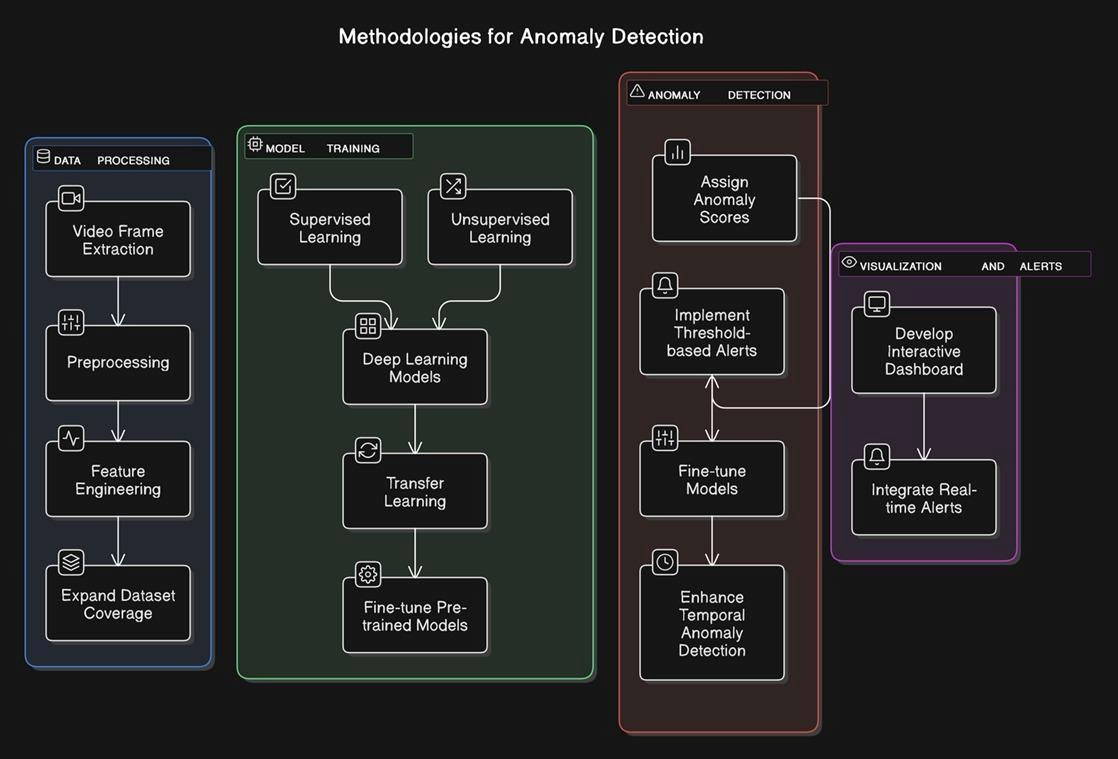 Methodologies for Anomaly Detection
DATA PROCESSING
Video Frame
Extraction
Preprocessing
Feature
Engineering
Expand Dataset
Coverage
MODEL TRAINING
Supervised
Learning
Unsupervised
Learning
Deep Learning
Models
Transfer
Learning
Fine-tune Pre-
trained Models
ANOMALY DETECTION
Assign
Anomaly
Scores
Implement
Threshold-
based Alerts
Fine-tune
Models
Enhance
Temporal
Anomaly
Detection
VISUALIZATION AND ALERTS
Develop
Interactive
Dashboard
Integrate Real-
time Alerts